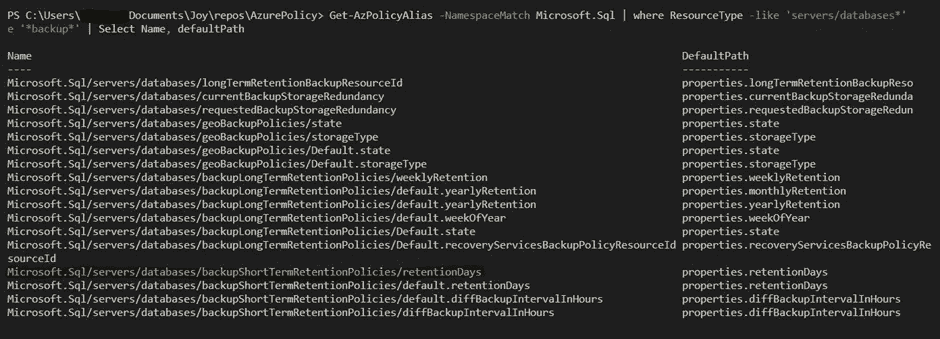 PS C:\Users\ Documents\Joy\repos\AzurePolicy> Get-AzPolicyAlias -NamespaceMatch Microsoft.Sql | where ResourceType -like 'servers/databases*'
e '*backup*' | Select Name, defaultPath
Name DefaultPath
---- -----------
Microsoft.Sql/servers/databases/longTermRetentionBackupResourceId properties.longTermRetentionBackupReso
Microsoft.Sql/servers/databases/currentBackupStorageRedundancy properties.currentBackupStorageRedunda
Microsoft.Sql/servers/databases/requestedBackupStorageRedundancy properties.requestedBackupStorageRedun
Microsoft.Sql/servers/databases/geoBackupPolicies/state properties.state
Microsoft.Sql/servers/databases/geoBackupPolicies/storageType properties.storageType
Microsoft.Sql/servers/databases/geoBackupPolicies/Default.state properties.state
Microsoft.Sql/servers/databases/geoBackupPolicies/Default.storageType properties.storageType
Microsoft.Sql/servers/databases/backupLongTermRetentionPolicies/weeklyRetention properties.weeklyRetention
Microsoft.Sql/servers/databases/backupLongTermRetentionPolicies/default.yearlyRetention properties.monthlyRetention
Microsoft.Sql/servers/databases/backupLongTermRetentionPolicies/default.yearlyRetention properties.yearlyRetention
Microsoft.Sql/servers/databases/backupLongTermRetentionPolicies/default.weekOfYear properties.weekOfYear
Microsoft.Sql/servers/databases/backupLongTermRetentionPolicies/Default.state properties.state
Microsoft.Sql/servers/databases/backupLongTermRetentionPolicies/Default.recoveryServicesBackupPolicyResourceId properties.recoveryServicesBackupPolicyRe
sourceId
Microsoft.Sql/servers/databases/backupShortTermRetentionPolicies/retentionDays properties.retentionDays
Microsoft.Sql/servers/databases/backupShortTermRetentionPolicies/default.retentionDays properties.retentionDays
Microsoft.Sql/servers/databases/backupShortTermRetentionPolicies/default.diffBackupIntervalInHours properties.diffBackupIntervalInHours
Microsoft.Sql/servers/databases/backupShortTermRetentionPolicies/diffBackupIntervalInHours properties.diffBackupIntervalInHours